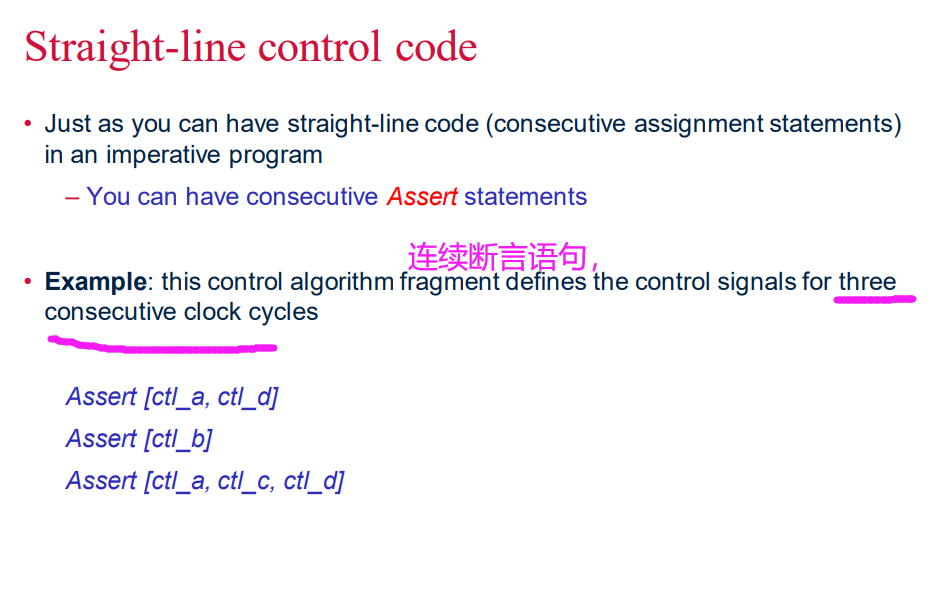 Straight-line control code
• Just as you can have straight-line code (consecutive assignment statements)
in an imperative program
– You can have consecutive Assert statements
连续断言语句，
• Example: this control algorithm fragment defines the control signals for three
consecutive clock cycles
Assert [ctl_a, ctl_d]
Assert [ctl_b]
Assert [ctl_a, ctl_c, ctl_d]